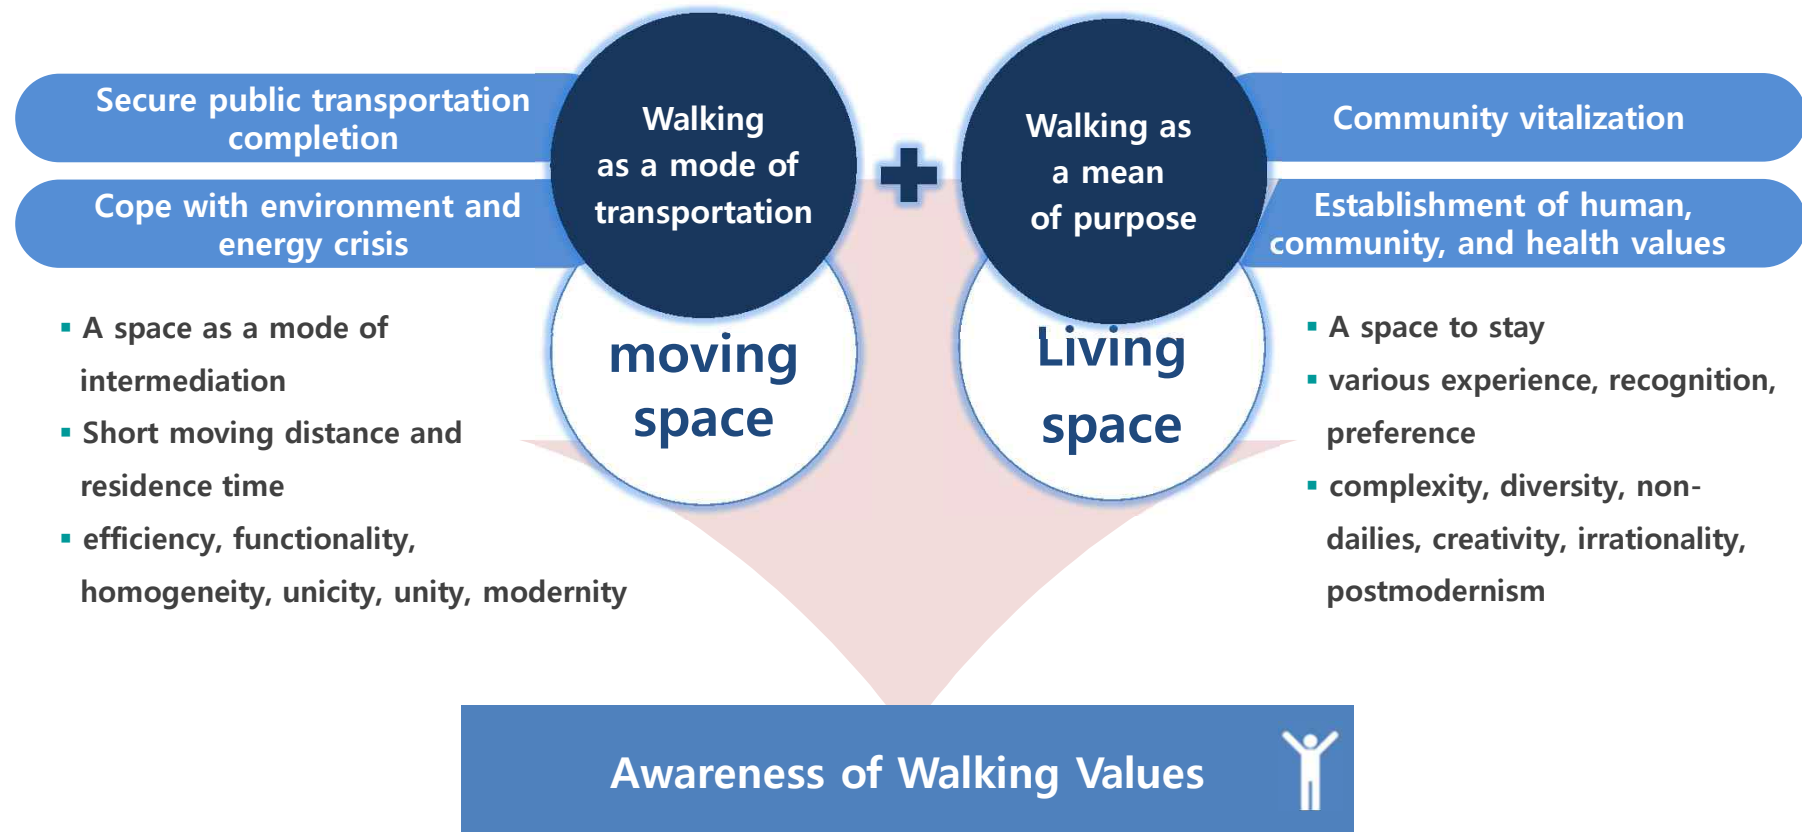 Secure public transportation
completion
Cope with environment and
energy crisis
Walking
as a mode of
transportation
moving
space
▪ A space as a mode of
intermediation
▪ Short moving distance and
residence time
▪ efficiency, functionality,
homogeneity, unicity, unity, modernity
Walking as
a mean
of purpose
Living
space
Community vitalization
Establishment of human,
community, and health values
▪ A space to stay
▪ various experience, recognition,
preference
▪ complexity, diversity, non-
dailies, creativity, irrationality,
postmodernism
Awareness of Walking Values